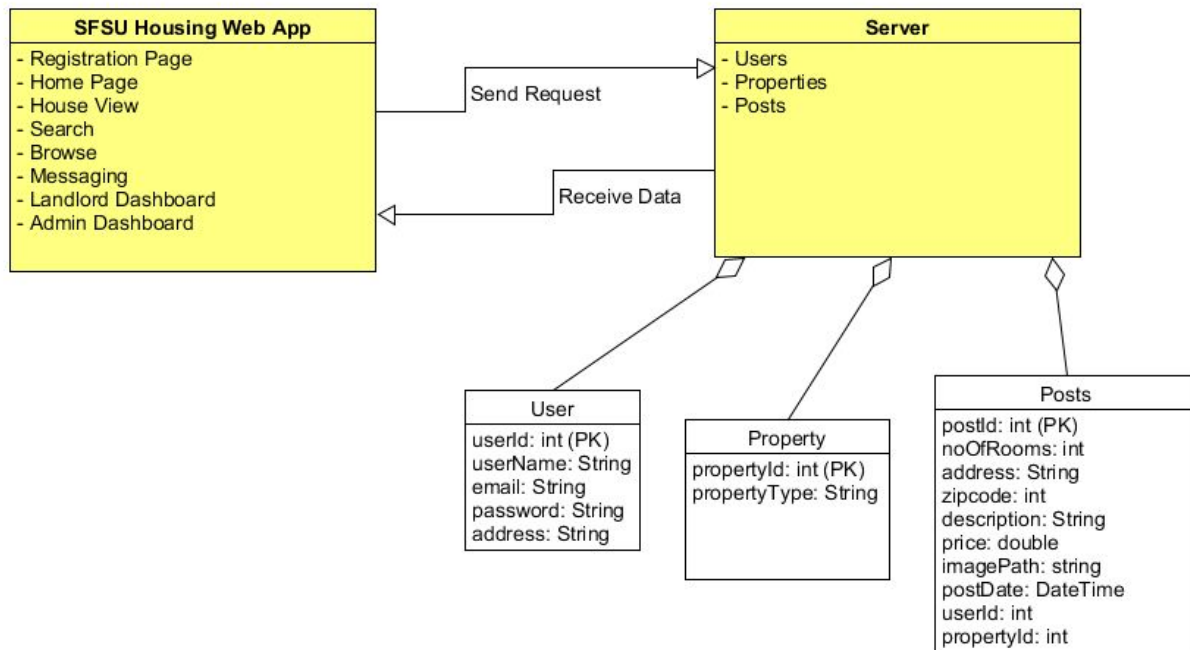 SFSU Housing Web App
- Registration Page
- Home Page
- House View
- Search
- Browse
- Messaging
- Landlord Dashboard
- Admin Dashboard
Send Request
Receive Data
Server
- Users
- Properties
- Posts
User
userId: int (PK)
userName: String
email: String
password: String
address: String
Property
propertyId: int (PK)
propertyType: String
Posts
postId: int (PK)
noOfRooms: int
address: String
zipcode: int
description: String
price: double
imagePath: string
postDate: DateTime
userId: int
propertyId: int